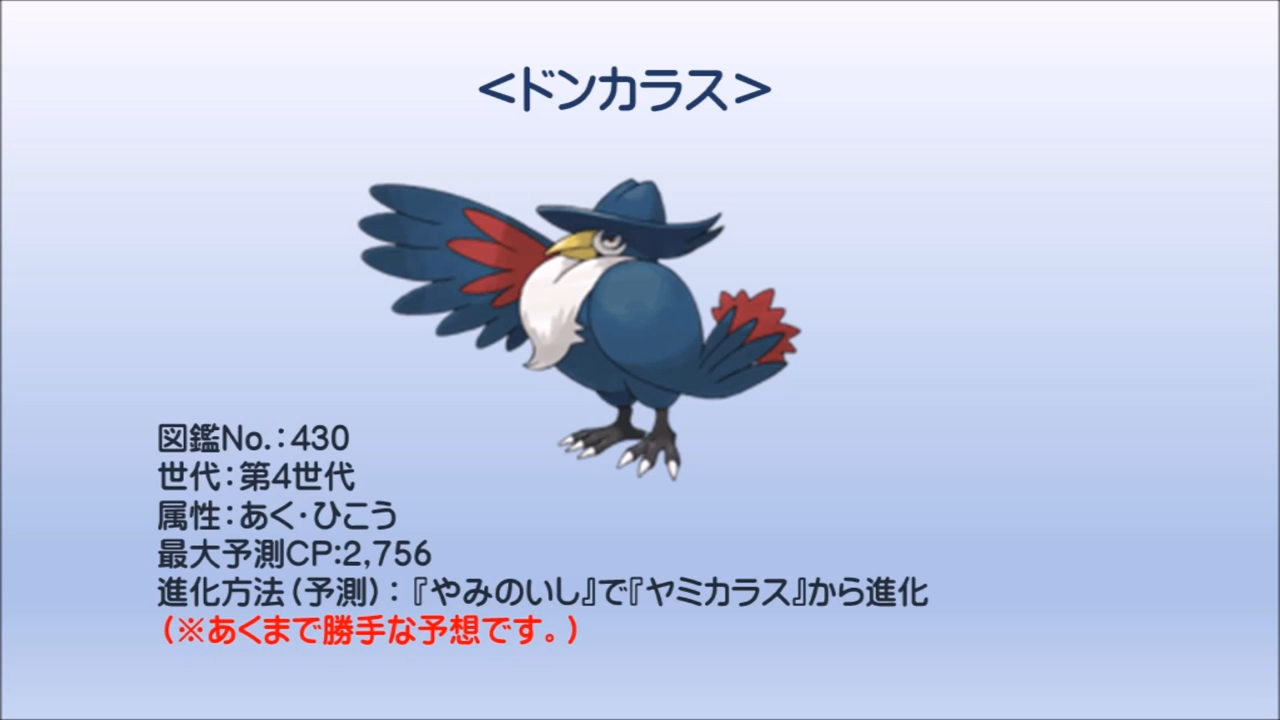 <ドンカラス>
図鑑No.:430
世代:第4世代
属性:あく・ひこう
最大予測CP:2,756
進化方法(予測):『やみのいし』で『ヤミカラス』から進化
(※あくまで勝手な予想です。)